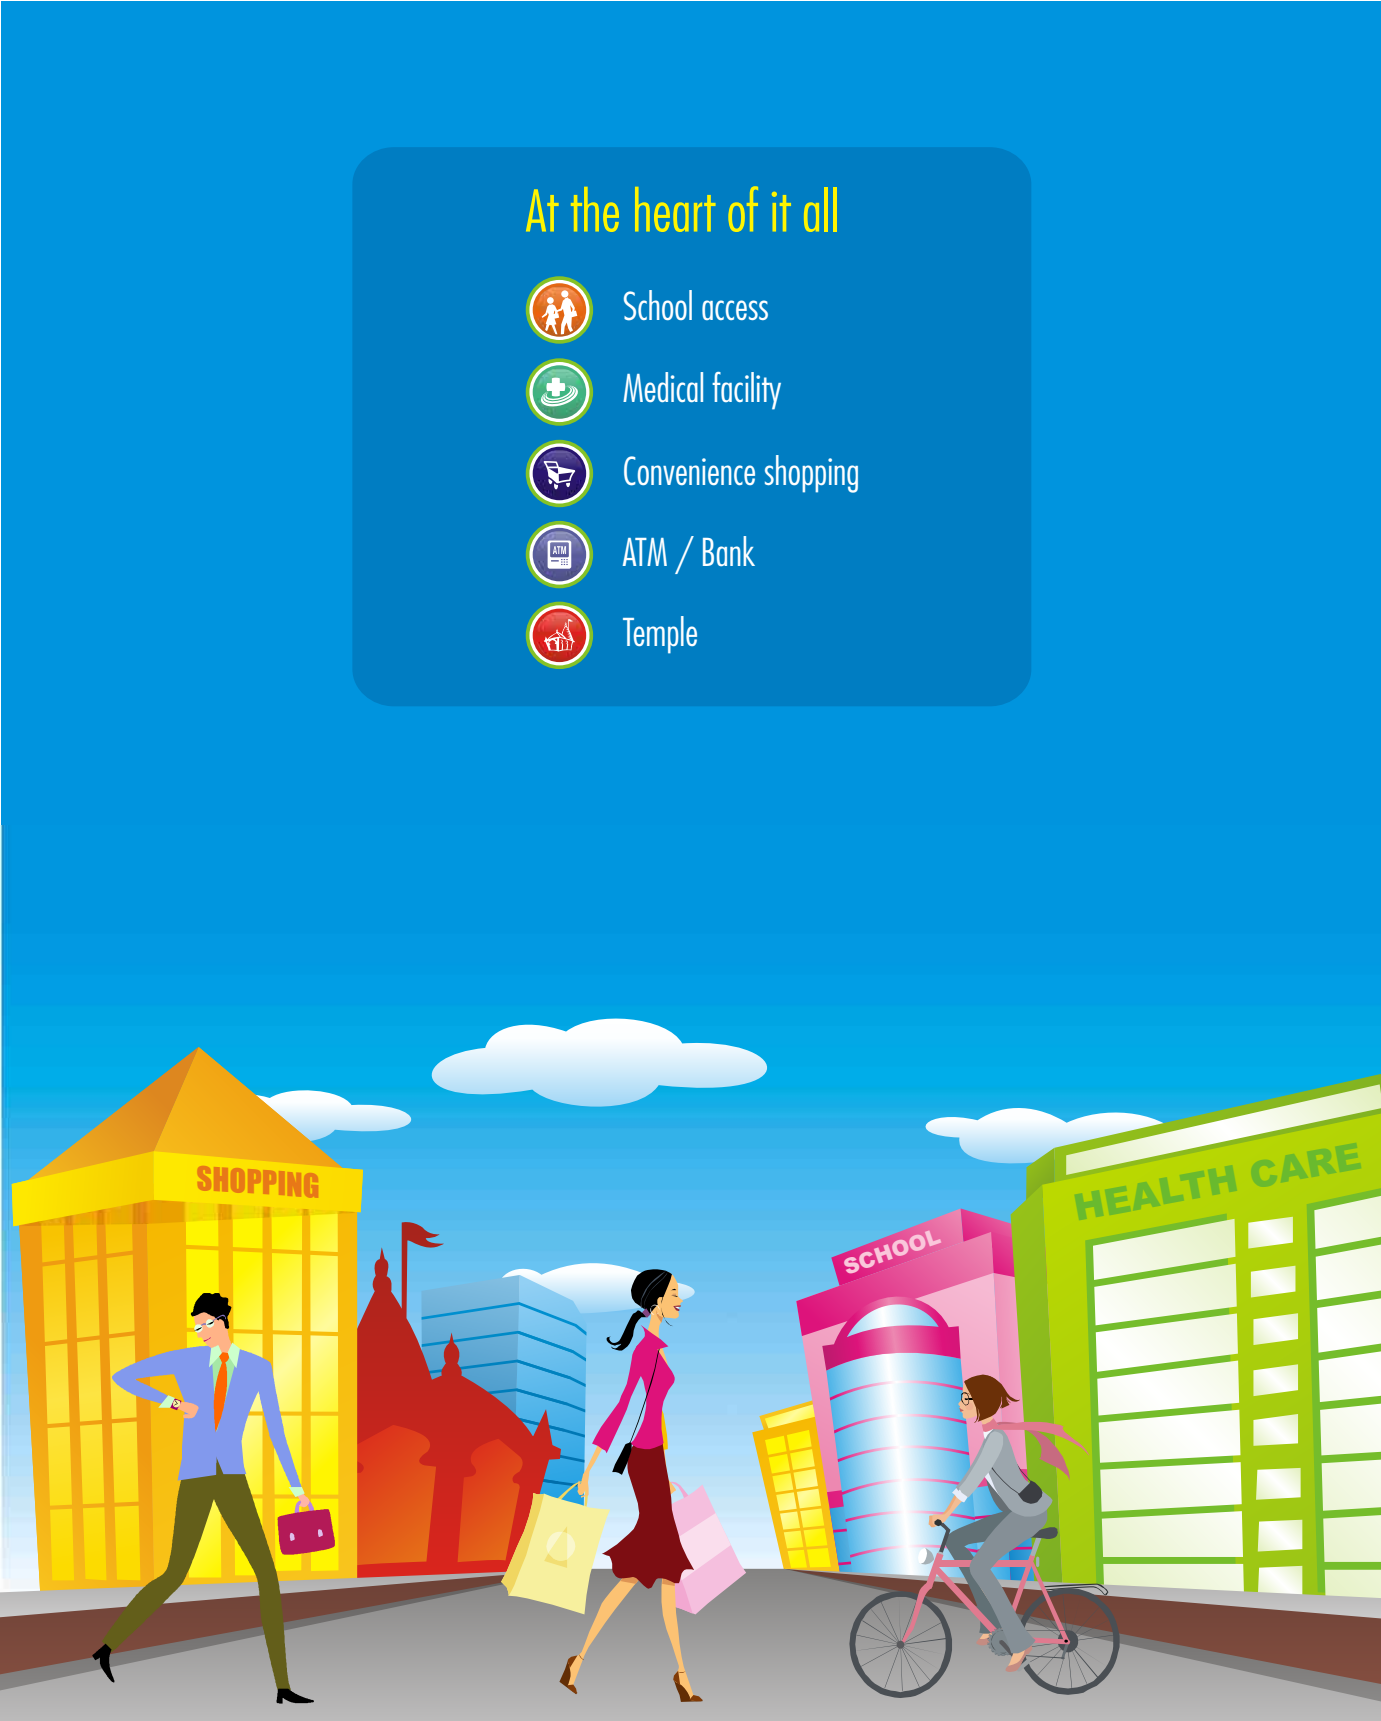 At the heart of it all
School access
Medical facility
Convenience shopping
ATM
ATM / Bank
Temple
SHOPPING
SCHOOL
HEALTH CARE